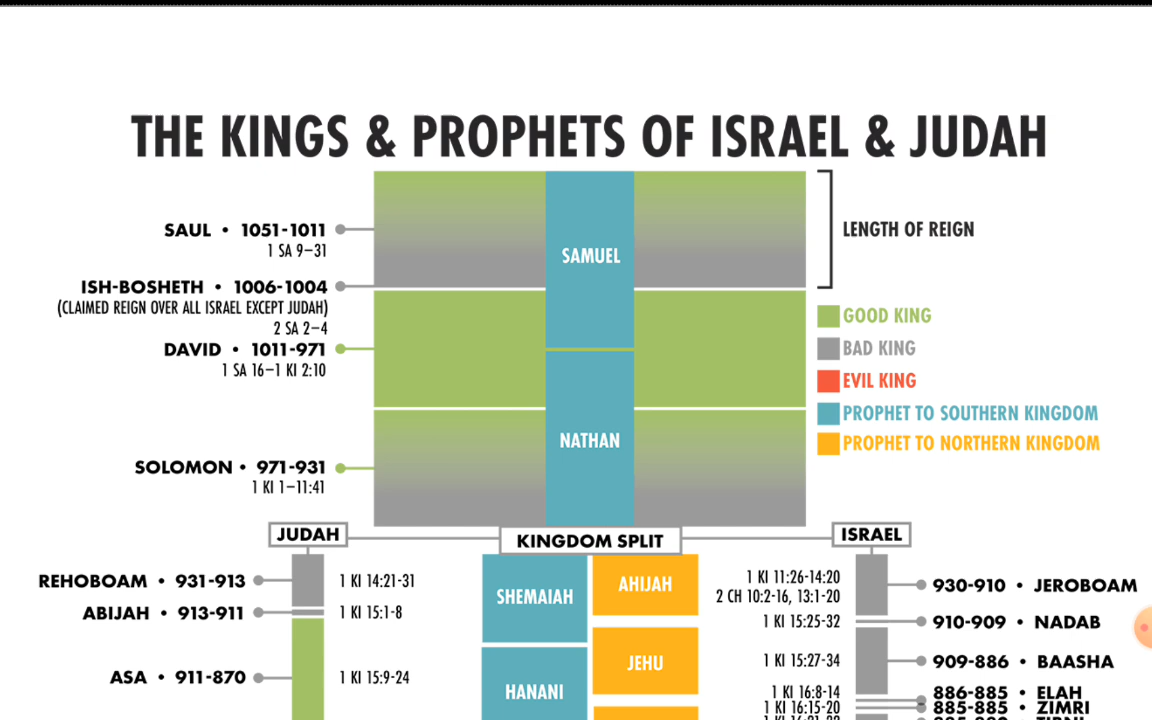 THE KINGS & PROPHETS OF ISRAEL & JUDAH
SAUL • 1051-1011
1 SA 9–31
ISH-BOSHETH • 1006-1004
(CLAIMED REIGN OVER ALL ISRAEL EXCEPT JUDAH)
2 SA 2–4
DAVID • 1011-971
1 SA 16–1 KI 2:10
SOLOMON • 971-931
1 KI 1–11:41
SAMUEL
NATHAN
LENGTH OF REIGN
GOOD KING
BAD KING
EVIL KING
PROPHET TO SOUTHERN KINGDOM
PROPHET TO NORTHERN KINGDOM
JUDAH
KINGDOM SPLIT
ISRAEL
REHOBOAM • 931-913
1 KI 14:21-31
ABIJAH • 913-911
1 KI 15:1-8
ASA • 911-870
1 KI 15:9-24
SHEMAIAH
HANANI
AHIJAH
JEHU
1 KI 11:26-14:20
2 CH 10:2-16, 13:1-20
930-910 • JEROBOAM
1 KI 15:25-32
910-909 • NADAB
1 KI 15:27-34
909-886 • BAASHA
1 KI 16:8-14
886-885 • ELAH
1 KI 16:15-20
885-885 • ZIMRI